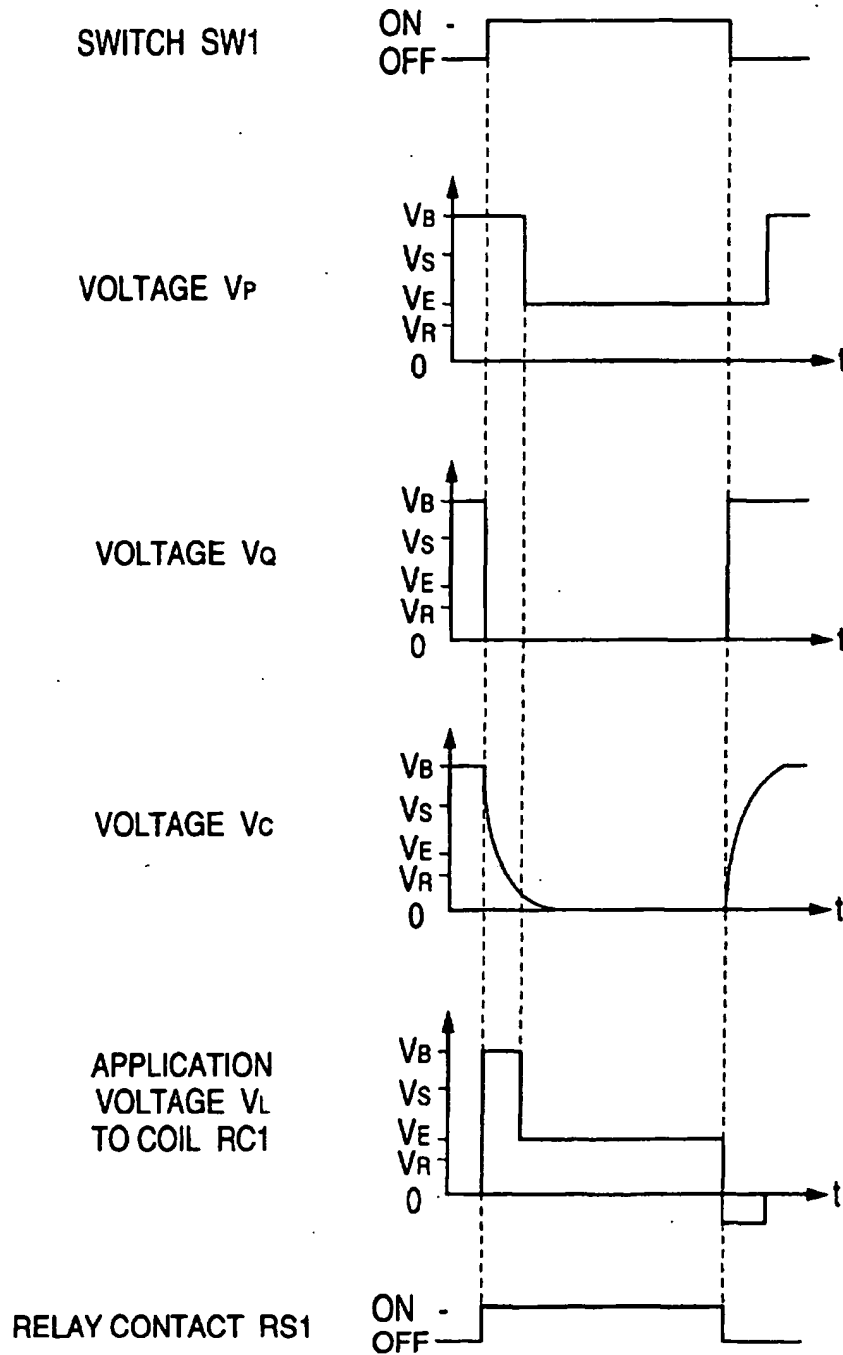 SWITCH SW1
ON
OFF
VOLTAGE VP
VB
VS
VE
VR
0
t
VOLTAGE VQ
VB
VS
VE
VR
0
t
VOLTAGE VC
VB
VS
VE
VR
0
t
APPLICATION
VOLTAGE VL
TO COIL RC1
VB
VS
VE
VR
0
t
RELAY CONTACT RS1
ON
OFF